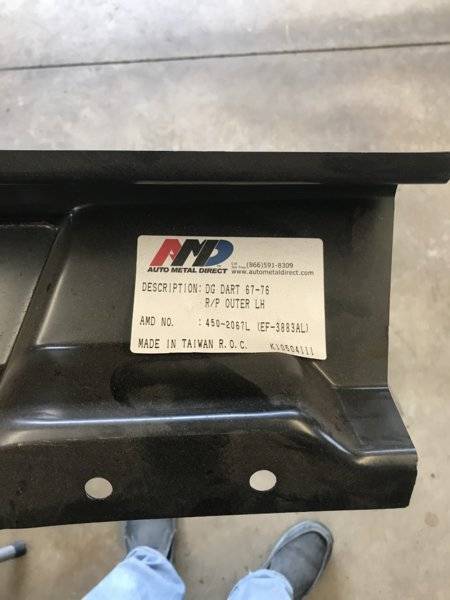 AMD
AUTO METAL DIRECT
(866)591-8309
www.autometaldirect.com
DESCRIPTION: DG DART 67-76
R/P OUTER LH
AMD NO. : 450-2067L (EF-3883AL)
MADE IN TAIWAN R.O.C. K10504111